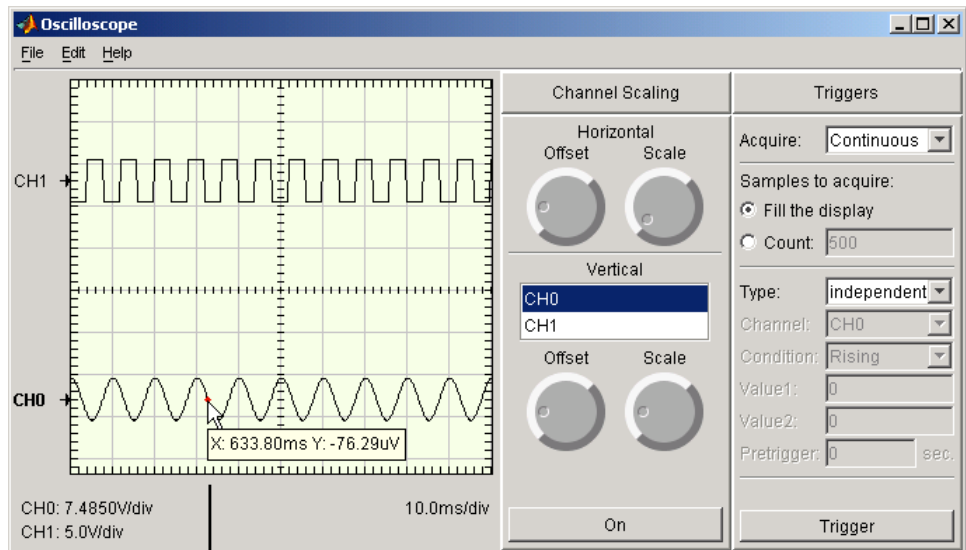 Oscilloscope
File Edit Help
CH1
CH0
X: 633.80ms Y: -76.29uV
CH0: 7.4850V/div
CH1: 5.0V/div
10.0ms/div
Channel Scaling
Horizontal
Offset Scale
Vertical
CH0
CH1
Offset Scale
On
Triggers
Acquire: Continuous
Samples to acquire:
Fill the display
Count: 500
Type: independent
Channel: CH0
Condition: Rising
Value1: 0
Value2: 0
Pretrigger: 0 sec.
Trigger